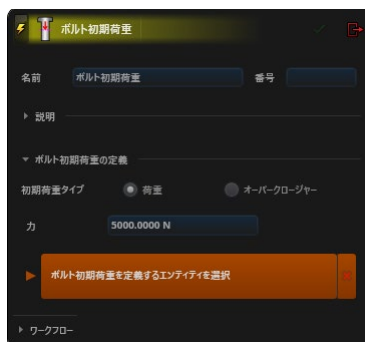 ボルト初期荷重
名前 ボルト初期荷重 番号
説明
ボルト初期荷重の定義
初期荷重タイプ 荷重 オーバークロージャー
力 5000.0000 N
ボルト初期荷重を定義するエンティティを選択
ワークフロー